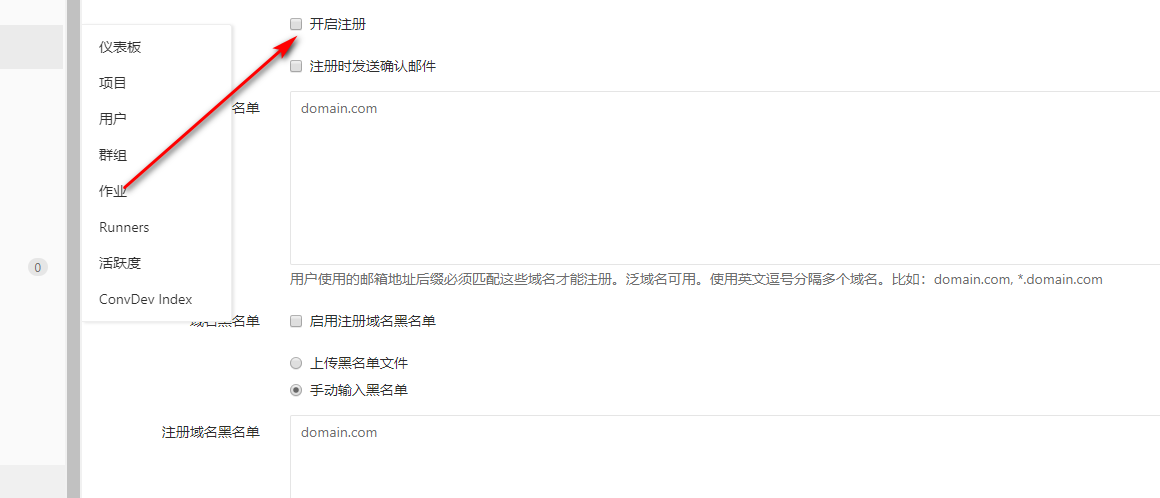 开启注册
仪表板
注册时发送确认邮件
项目
名单
domain.com
用户
群组
作业
Runners
活跃度
0
用户使用的邮箱地址后缀必须匹配这些域名才能注册。泛域名可用。使用英文逗号分隔多个域名。比如：domain.com, *.domain.com
ConvDev Index
域名黑名单
启用注册域名黑名单
上传黑名单文件
手动输入黑名单
注册域名黑名单
domain.com